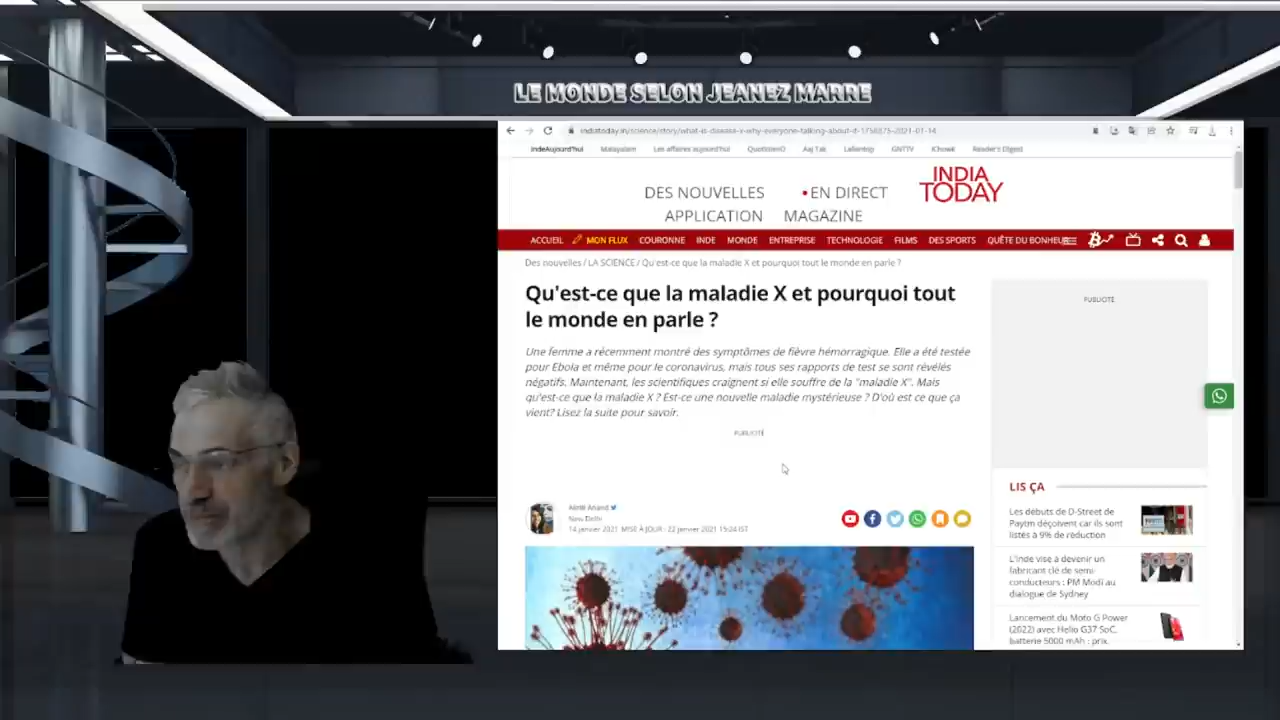 LE MONDE SELON JEANEZ MARRE
indiatoday.in/science/story/what-is-disease-x-why-everyone-talking-about-it-1758875-2021-01-14
IndeAujourd'hui Malayalam Les affaires aujourd'hui QuotidienO Aaj Tak Lallantop GNTTV iChowk Reader's Digest
DES NOUVELLES • EN DIRECT
APPLICATION MAGAZINE
INDIA
TODAY
ACCUEIL MON FLUX COURONNE INDE MONDE ENTREPRISE TECHNOLOGIE FILMS DES SPORTS QUÊTE DU BONHEUR
Des nouvelles / LA SCIENCE / Qu'est-ce que la maladie X et pourquoi tout le monde en parle ?
Qu'est-ce que la maladie X et pourquoi tout
le monde en parle ?
Une femme a récemment montré des symptômes de fièvre hémorragique. Elle a été testée
pour Ebola et même pour le coronavirus, mais tous ses rapports de test se sont révélés
négatifs. Maintenant, les scientifiques craignent si elle souffre de la "maladie X". Mais
qu'est-ce que la maladie X ? Est-ce une nouvelle maladie mystérieuse ? D'où est ce que ça
vient? Lisez la suite pour savoir.
PUBLICITÉ
Anand
New Delhi
14 janvier 2021 MISE À JOUR : 22 janvier 2021 15:24 IST
PUBLICITÉ
LIS ÇA
Les débuts de D-Street de
Paytm déçoivent car ils sont
listés à 9% de réduction
L'Inde vise à devenir un
fabricant clé de semi-
conducteurs : PM Modi au
dialogue de Sydney
Lancement du Moto G Power
(2022) avec Helio G37 SoC,
batterie 5000 mAh : prix,